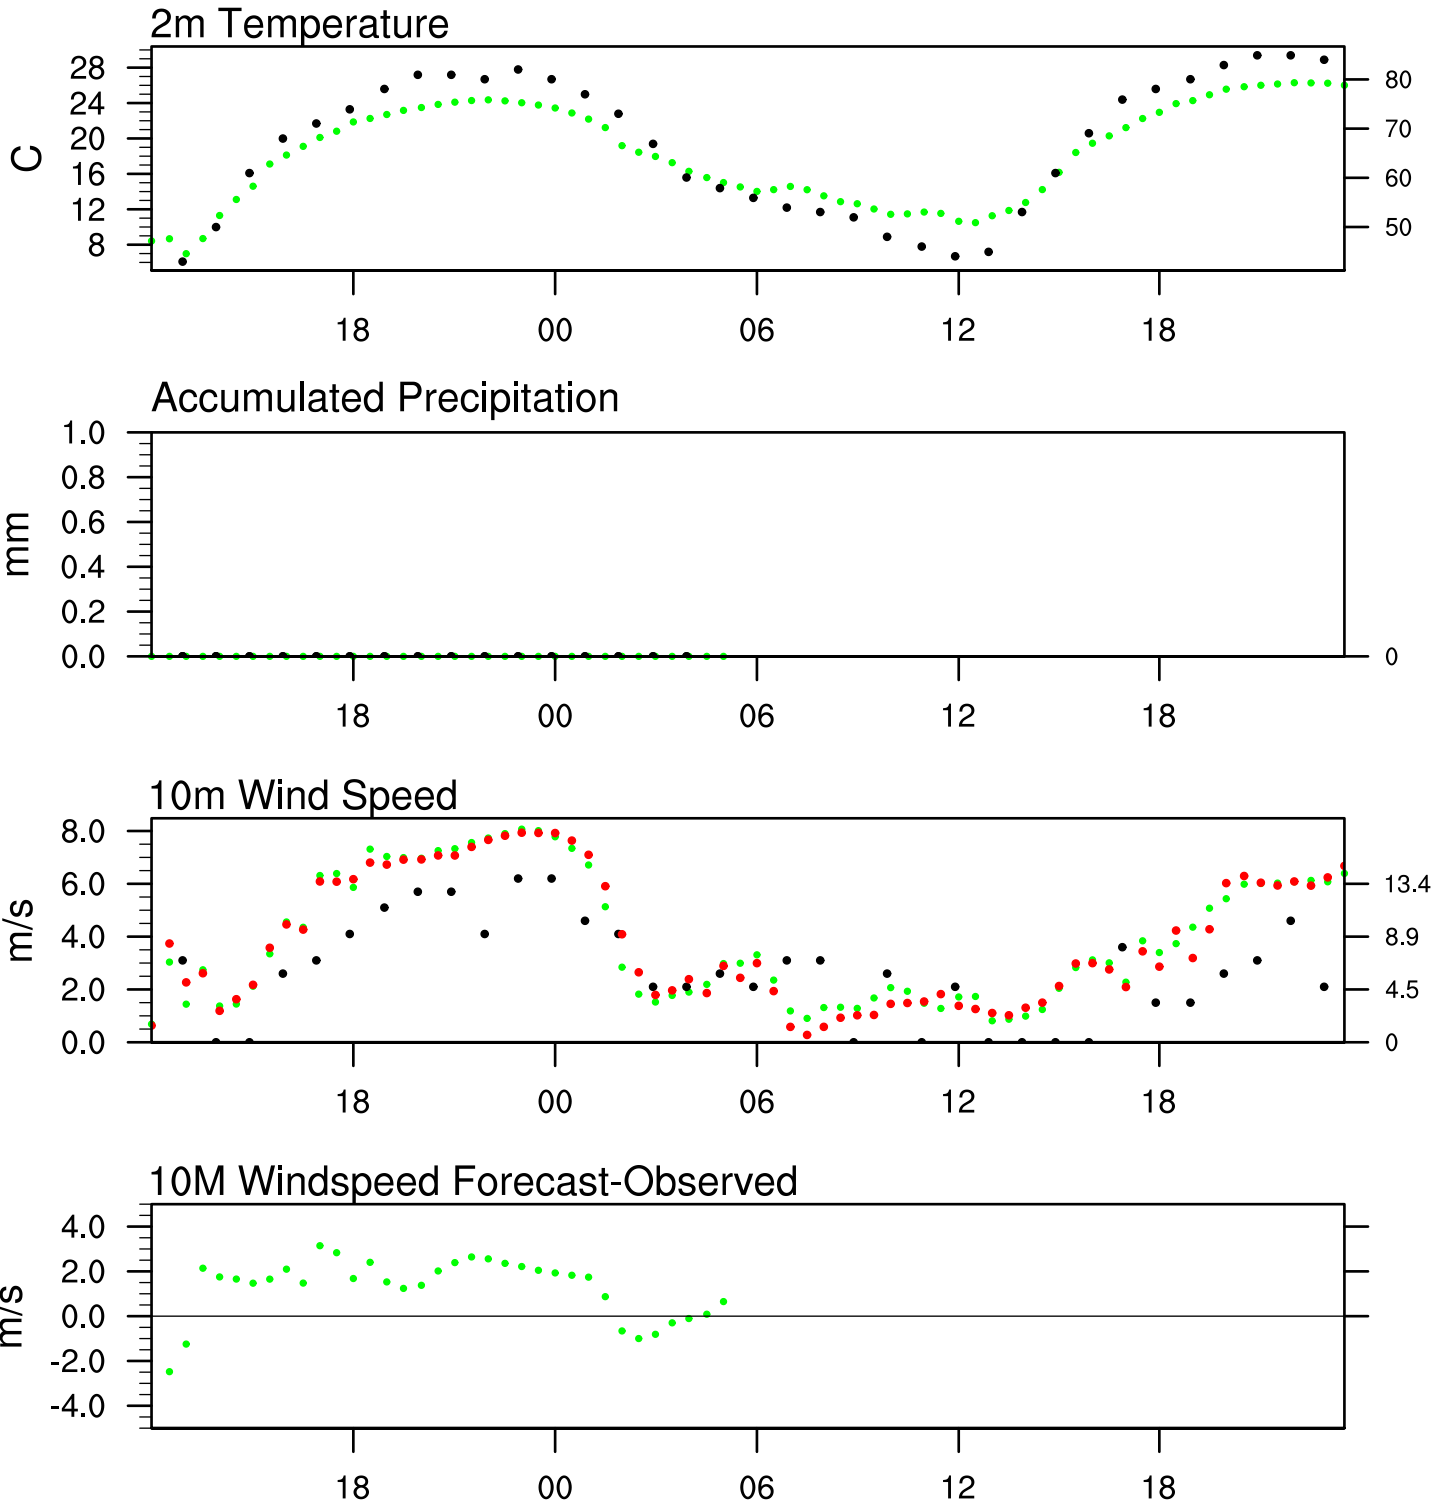 2m Temperature
28
24
20
16
12
8
C
80
70
60
50
18 00 06 12 18
Accumulated Precipitation
1.0
0.8
0.6
0.4
0.2
0.0
mm
0
18 00 06 12 18
10m Wind Speed
8.0
6.0
4.0
2.0
0.0
m/s
13.4
8.9
4.5
0
18 00 06 12 18
10M Windspeed Forecast-Observed
4.0
2.0
0.0
-2.0
-4.0
m/s
18 00 06 12 18